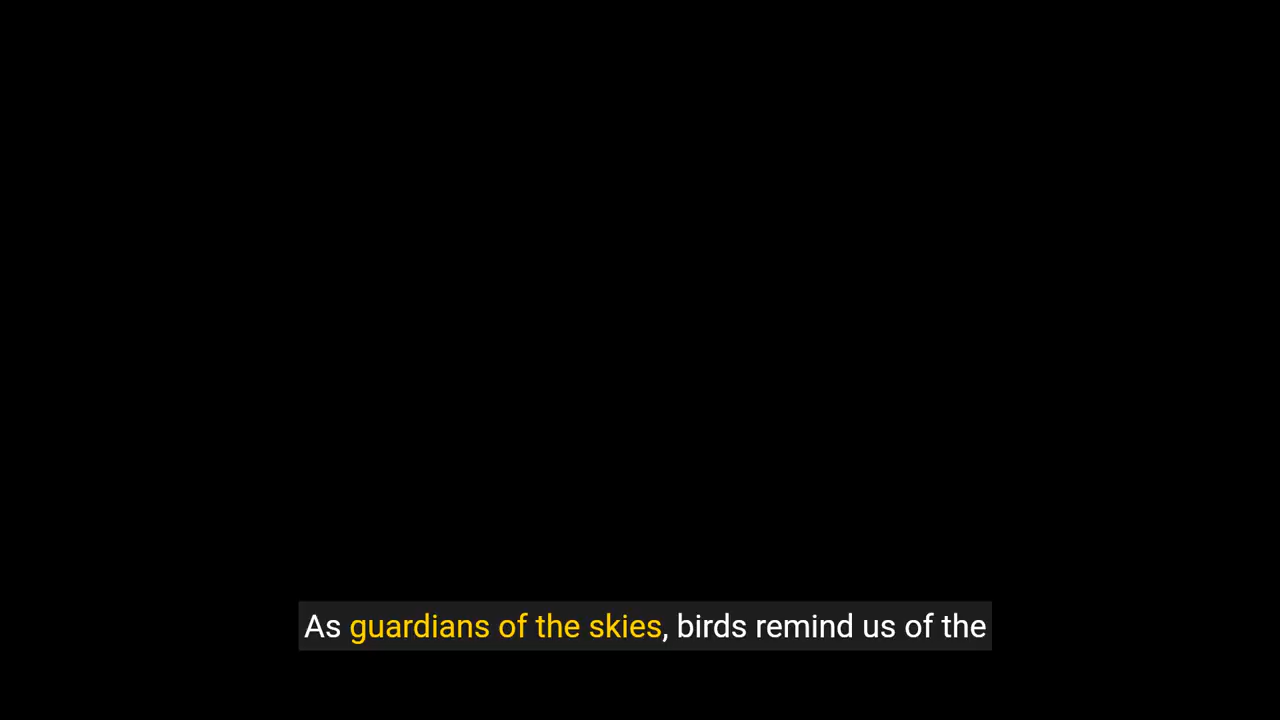 As guardians of the skies, birds remind us of the